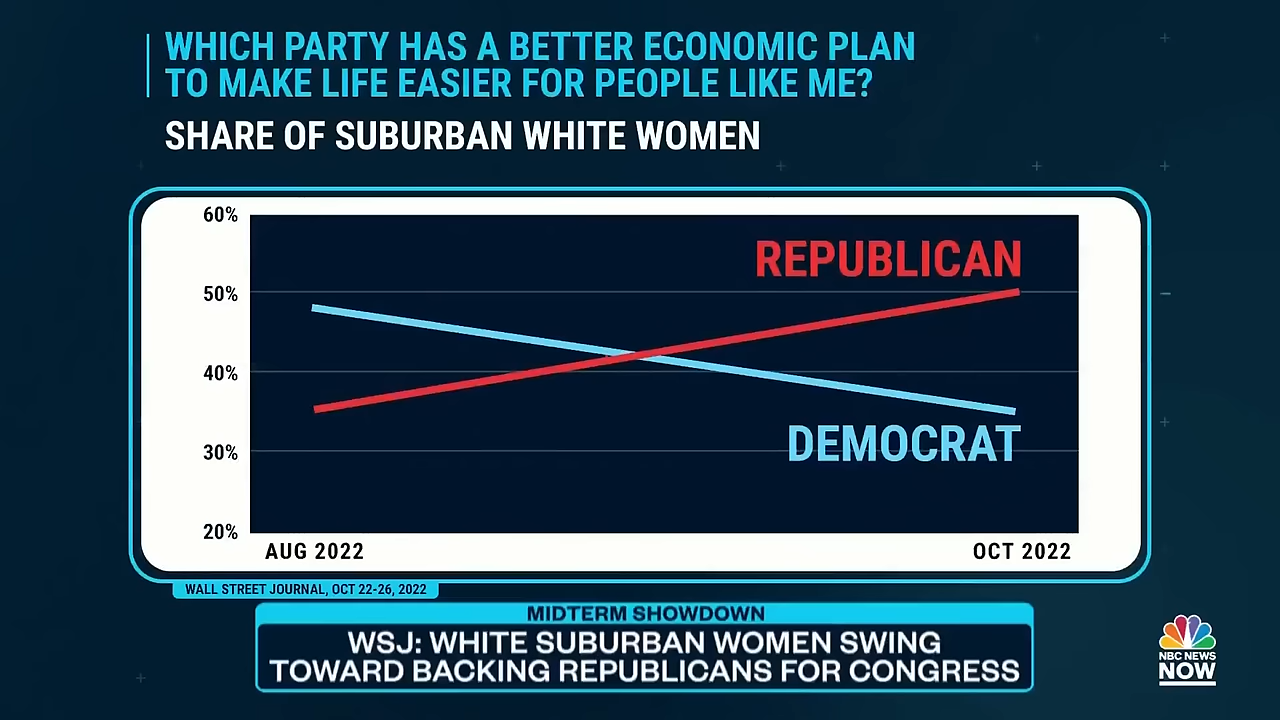 WHICH PARTY HAS A BETTER ECONOMIC PLAN
TO MAKE LIFE EASIER FOR PEOPLE LIKE ME?
SHARE OF SUBURBAN WHITE WOMEN
60%
REPUBLICAN
50%
40%
DEMOCRAT
30%
20%
AUG 2022
OCT 2022
WALL STREET JOURNAL, OCT 22-26, 2022
MIDTERM SHOWDOWN
WSJ: WHITE SUBURBAN WOMEN SWING
TOWARD BACKING REPUBLICANS FOR CONGRESS
NBC NEWS
NOW